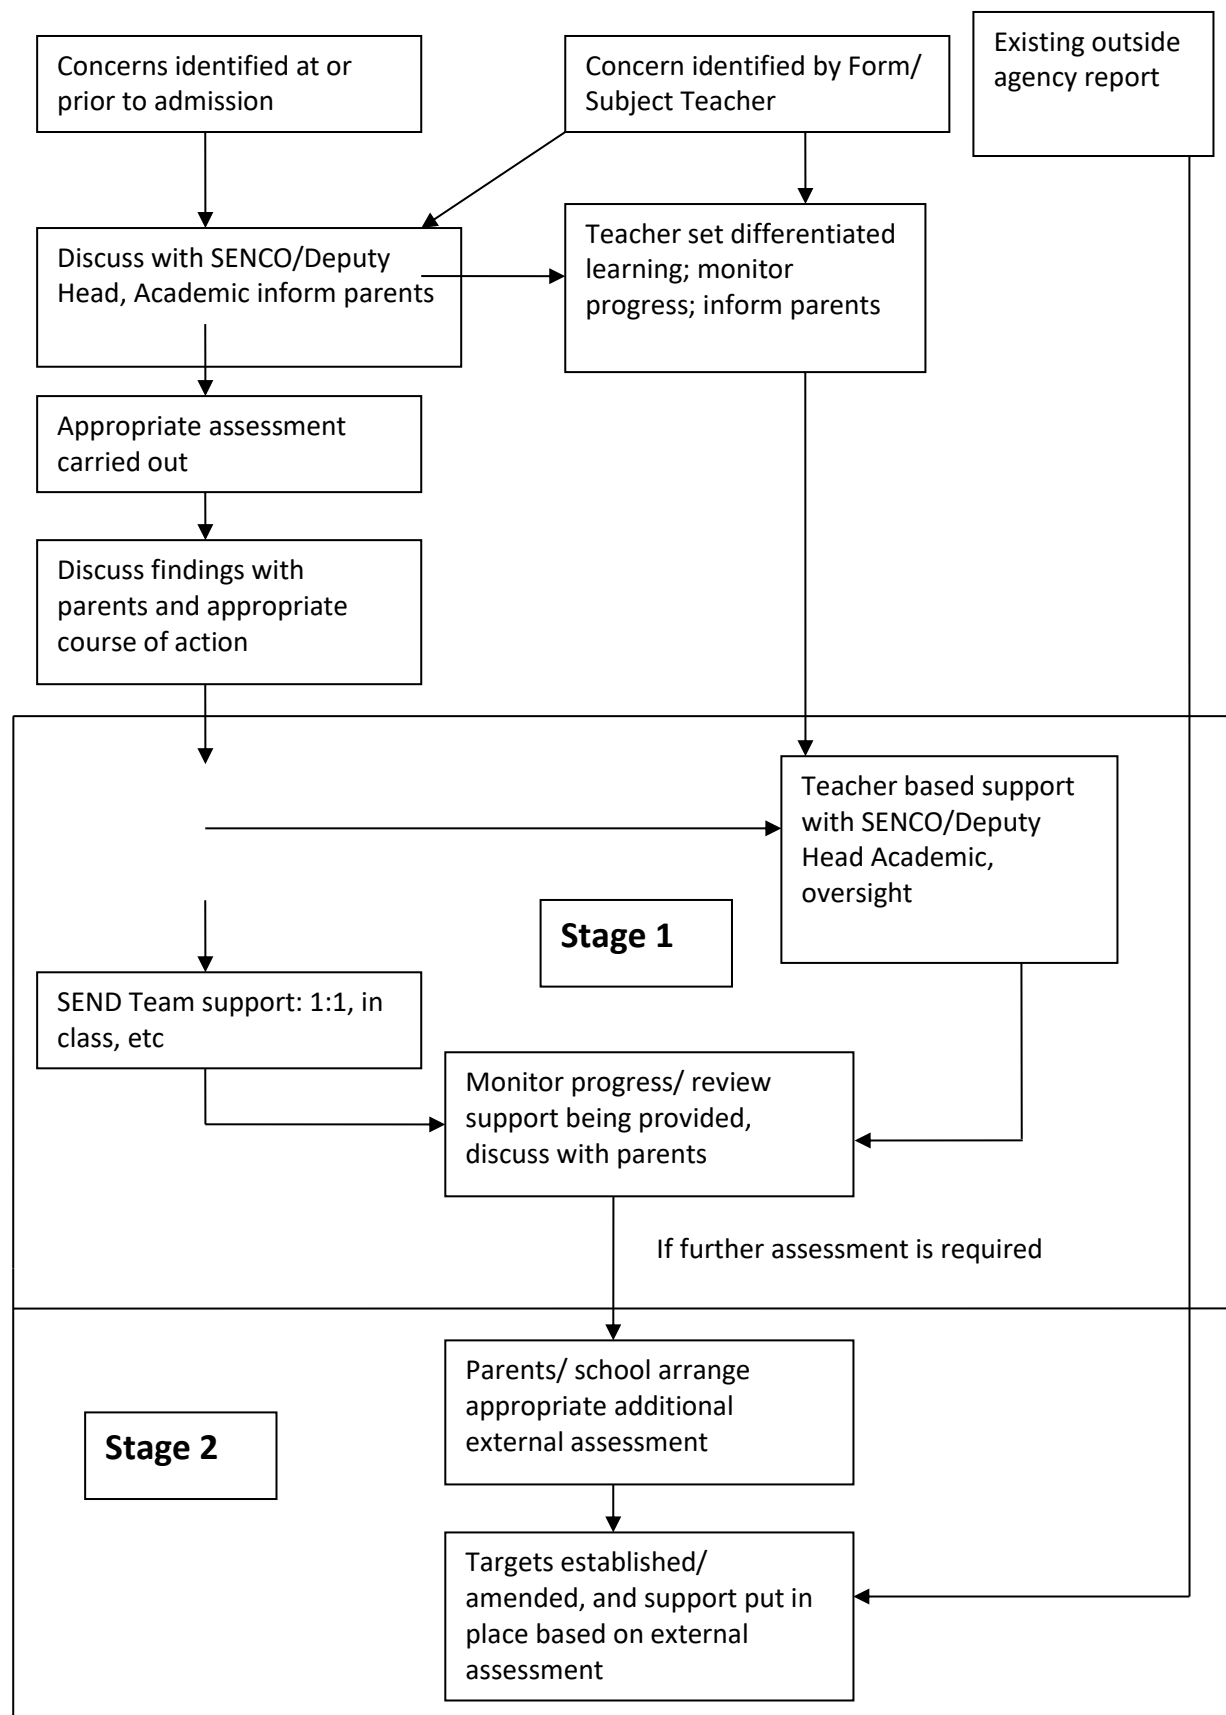 Concerns identified at or
prior to admission
Concern identified by Form/
Subject Teacher
Existing outside
agency report
Discuss with SENCO/Deputy
Head, Academic inform parents
Teacher set differentiated
learning; monitor
progress; inform parents
Appropriate assessment
carried out
Discuss findings with
parents and appropriate
course of action
Teacher based support
with SENCO/Deputy
Head Academic,
oversight
Stage 1
SEND Team support: 1:1, in
class, etc
Monitor progress/ review
support being provided,
discuss with parents
If further assessment is required
Parents/ school arrange
appropriate additional
external assessment
Stage 2
Targets established/
amended, and support put in
place based on external
assessment